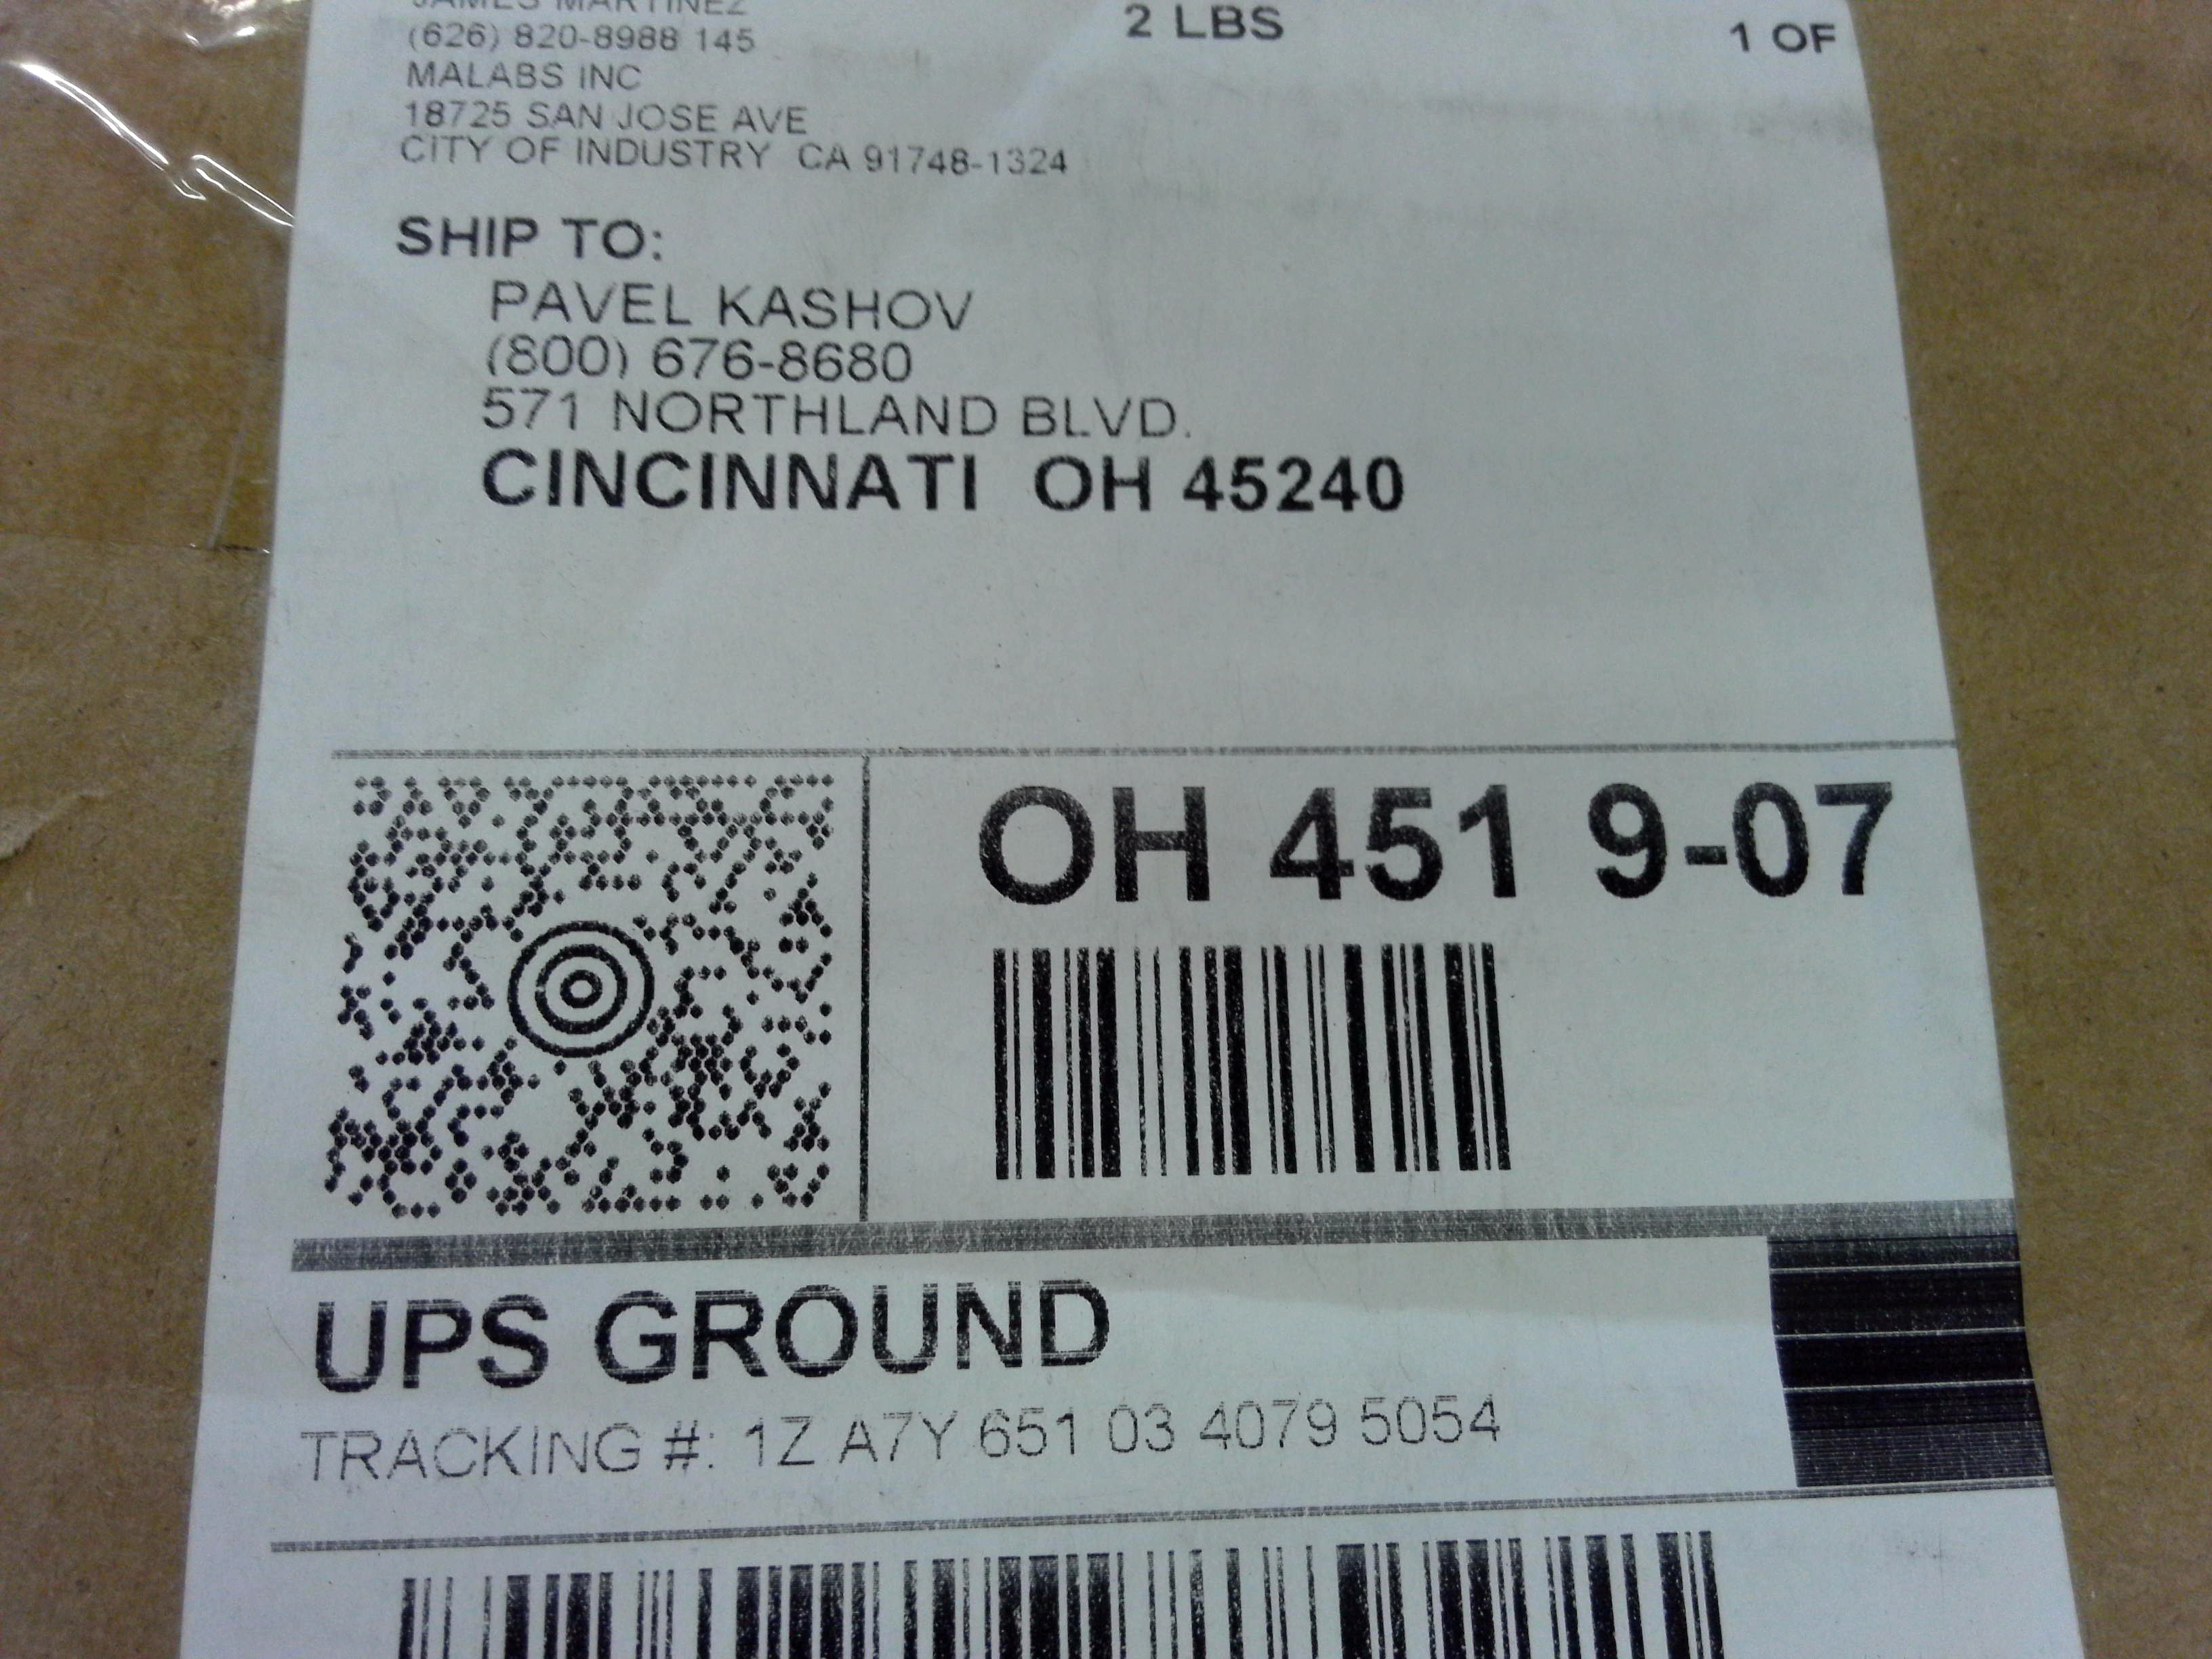 JAMES MARTINEZ
2 LBS
1 OF
(626) 820-8988 145
MALABS INC
18725 SAN JOSE AVE
CITY OF INDUSTRY CA 91748-1324
SHIP TO:
PAVEL KASHOV
(800) 676-8680
571 NORTHLAND BLVD.
CINCINNATI OH 45240
OH 451 9-07
UPS GROUND
TRACKING #: 1Z A7Y 651 03 4079 5054